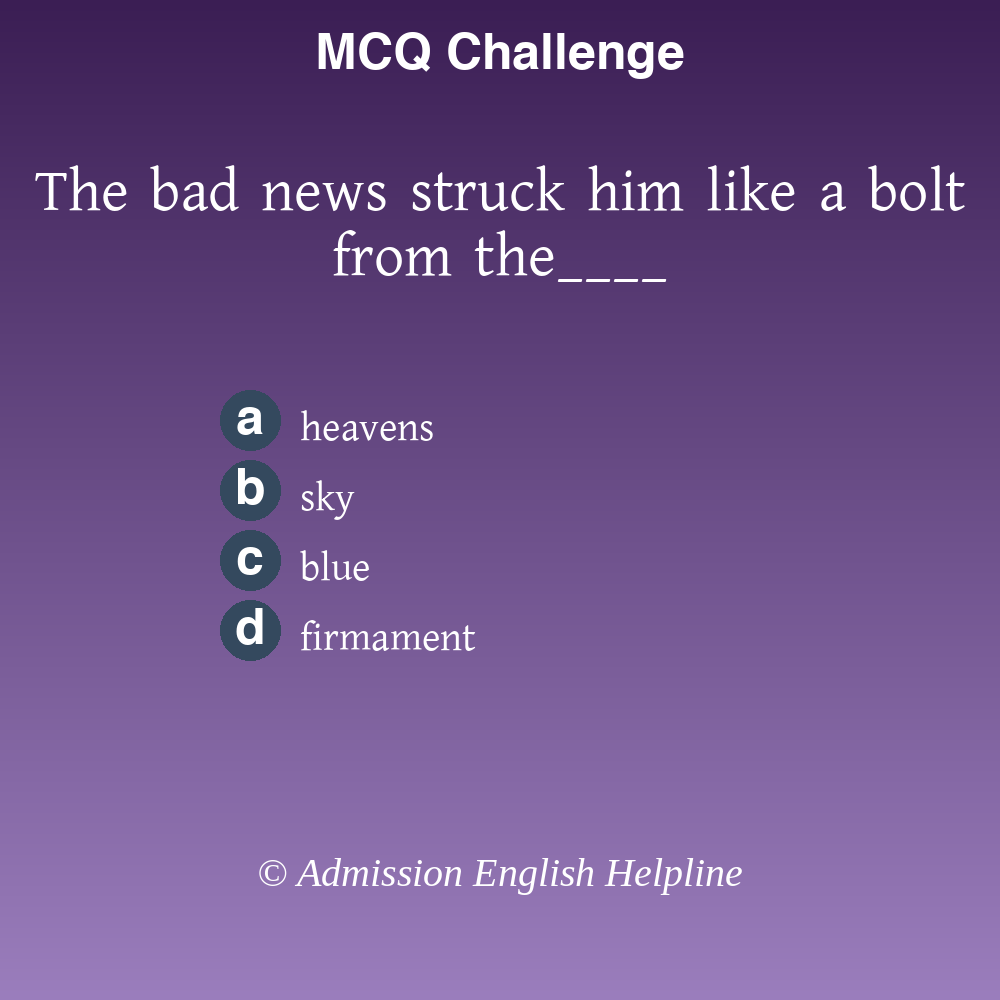 MCQ Challenge
The bad news struck him like a bolt
from the____
a heavens
b sky
c blue
d firmament
© Admission English Helpline